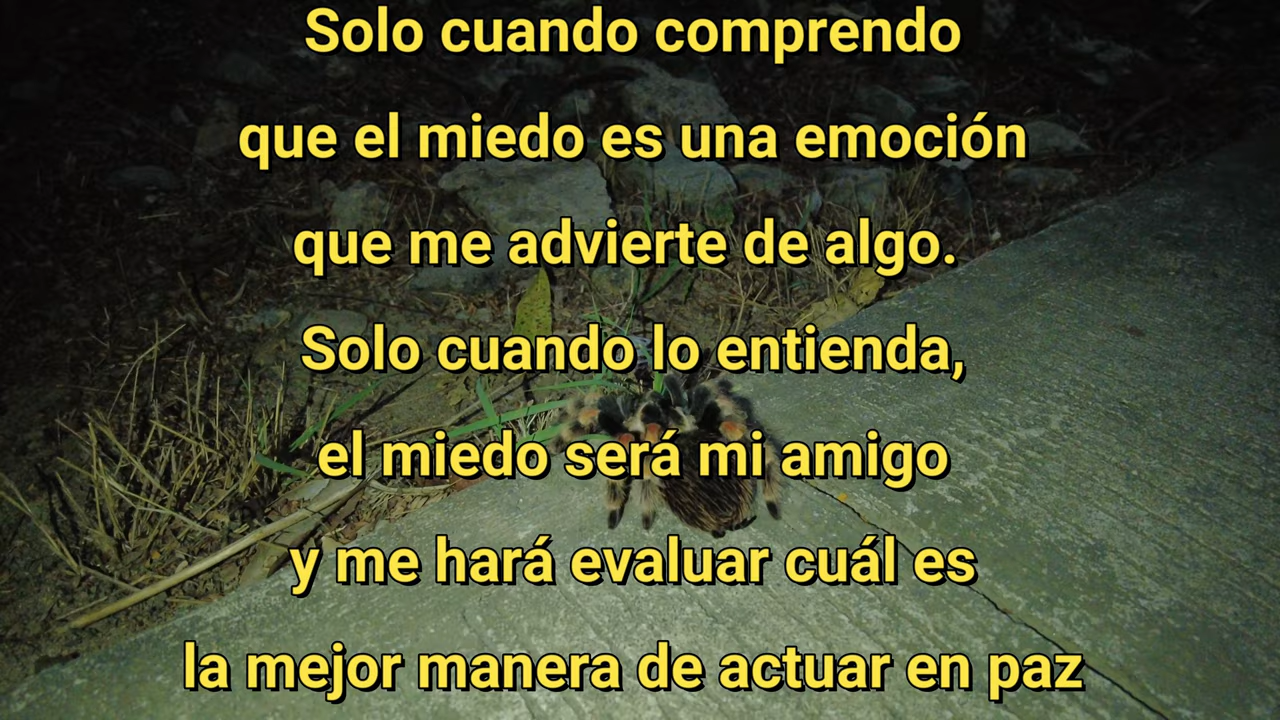 Solo cuando comprendo
que el miedo es una emoción
que me advierte de algo.
Solo cuando lo entienda,
el miedo será mi amigo
y me hará evaluar cuál es
la mejor manera de actuar en paz